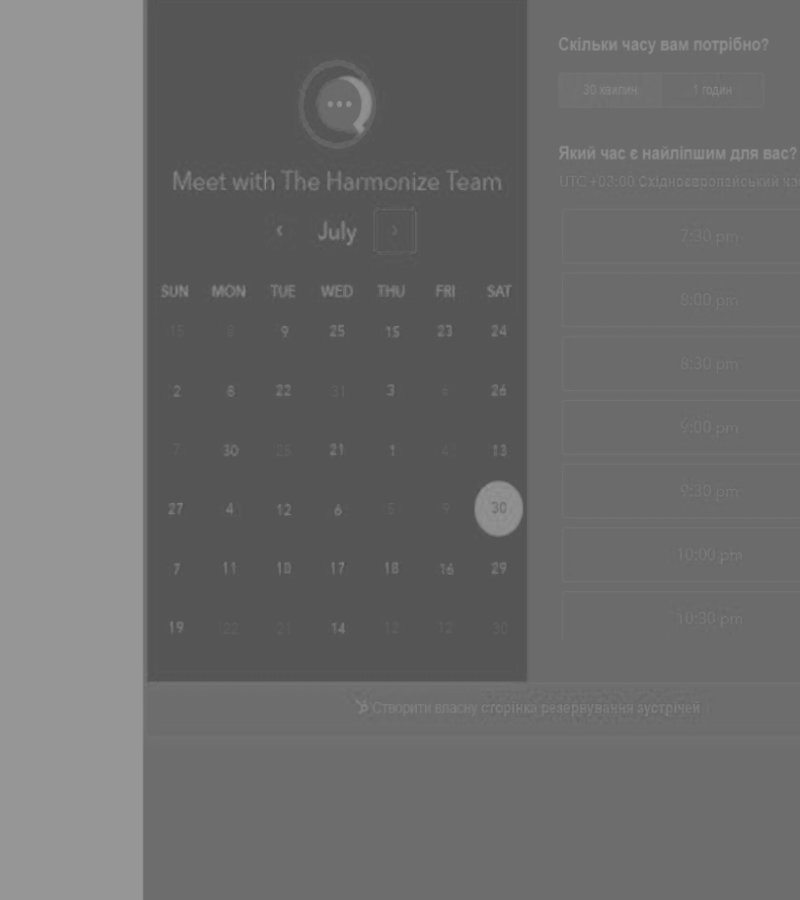 Meet with The Harmonize Team
July
SUN MON TUE WED THU FRI SAT
15 8 9 25 15 23 24
2 8 22 31 3 6 26
7 30 21 1 4 13
27 4 12 6 5 9 30
7 11 10 17 18 16 29
19 22 21 14 12 12 30
Скільки часу вам потрібно?
30 хвилин 1 годин
Який час є найліпшим для вас?
UTC +03:00 Східноєвропейський
7:30 pm
8:00 pm
8:30 pm
9:00 pm
9:30 pm
10:00 pm
10:30 pm
Створити власну сторінка резервування зустрічей